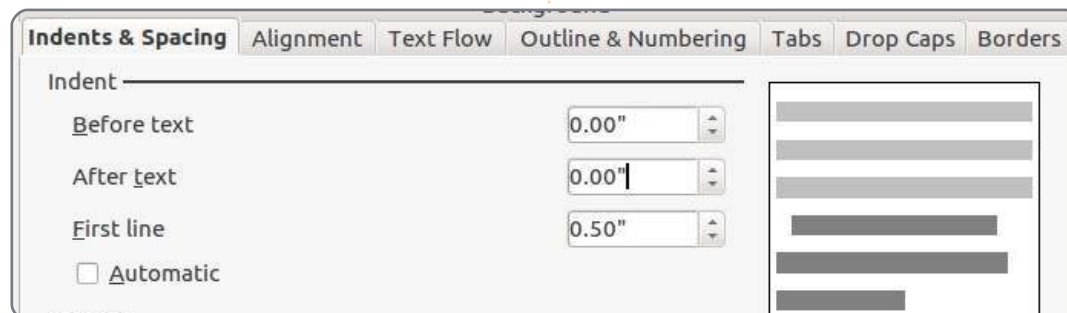 Indents & Spacing Alignment Text Flow Outline & Numbering Tabs Drop Caps Borders
Indent
Before text 0.00"
After text 0.00"
First line 0.50"
Automatic